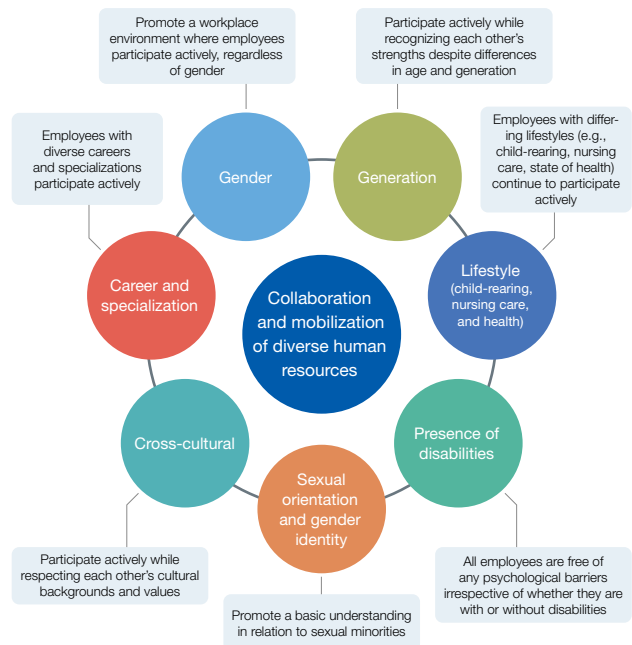 Promote a workplace
environment where employees
participate actively, regardless
of gender
Participate actively while
recognizing each other's
strengths despite differences
in age and generation
Employees with
diverse careers
and specializations
participate actively
Employees with differ-
ing lifestyles (e.g.,
child-rearing, nursing
care, state of health)
continue to participate
actively
Gender
Generation
Career and
specialization
Lifestyle
(child-rearing,
nursing care,
and health)
Collaboration
and mobilization
of diverse human
resources
Cross-cultural
Presence of
disabilities
Sexual
orientation
and gender
identity
Participate actively while
respecting each other's cultural
backgrounds and values
All employees are free of
any psychological barriers
irrespective of whether they are
with or without disabilities
Promote a basic understanding
in relation to sexual minorities